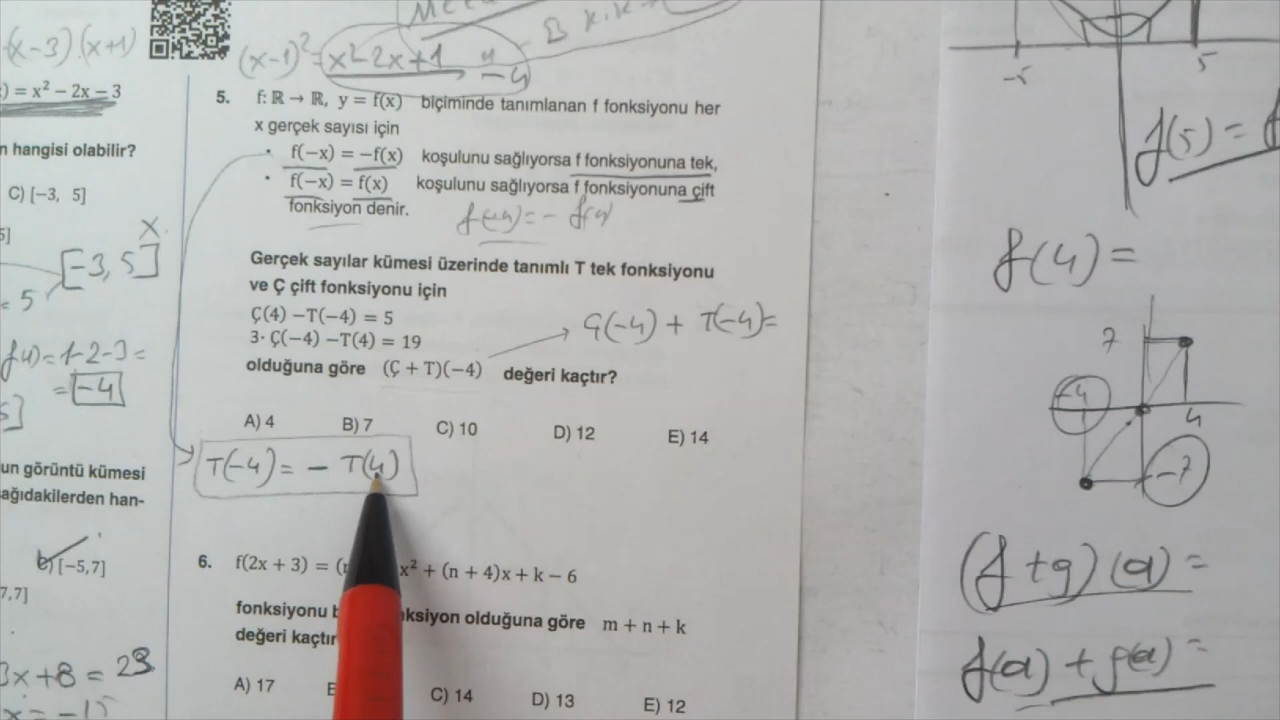 (x-3).(x+1)
) = x² – 2x – 3
n hangisi olabilir?
C) [–3, 5]
5]
[-3, 5]
x
= 5
f(4) = 1-2-3 =
= -4
5]
un görüntü kümesi
aşağıdakilerden han-
b) [–5,7]
7,7]
3x+8 = 23
x = -15
(x-1)² = x²-2x+1
-4
B
5. f: ℝ → ℝ, y = f(x) biçiminde tanımlanan f fonksiyonu her
x gerçek sayısı için
• f(–x) = –f(x) koşulunu sağlıyorsa f fonksiyonuna tek,
• f(–x) = f(x) koşulunu sağlıyorsa f fonksiyonuna çift
fonksiyon denir.
Gerçek sayılar kümesi üzerinde tanımlı T tek fonksiyonu
ve Ç çift fonksiyonu için
Ç(4) – T(–4) = 5
3· Ç(–4) – T(4) = 19
Ç(-4) + T(-4) =
olduğuna göre (Ç + T)(–4) değeri kaçtır?
A) 4 B) 7 C) 10 D) 12 E) 14
T(-4) = - T(4)
6. f(2x + 3) = ( x² + (n + 4)x + k – 6
fonksiyonu olduğuna göre m + n + k
değeri
A) 17 C) 14 D) 13 E) 12
-5 5
f(5) =
f(4) =
7
-4 4
-7
(f+g)(a) =
f(a) + g(a) =